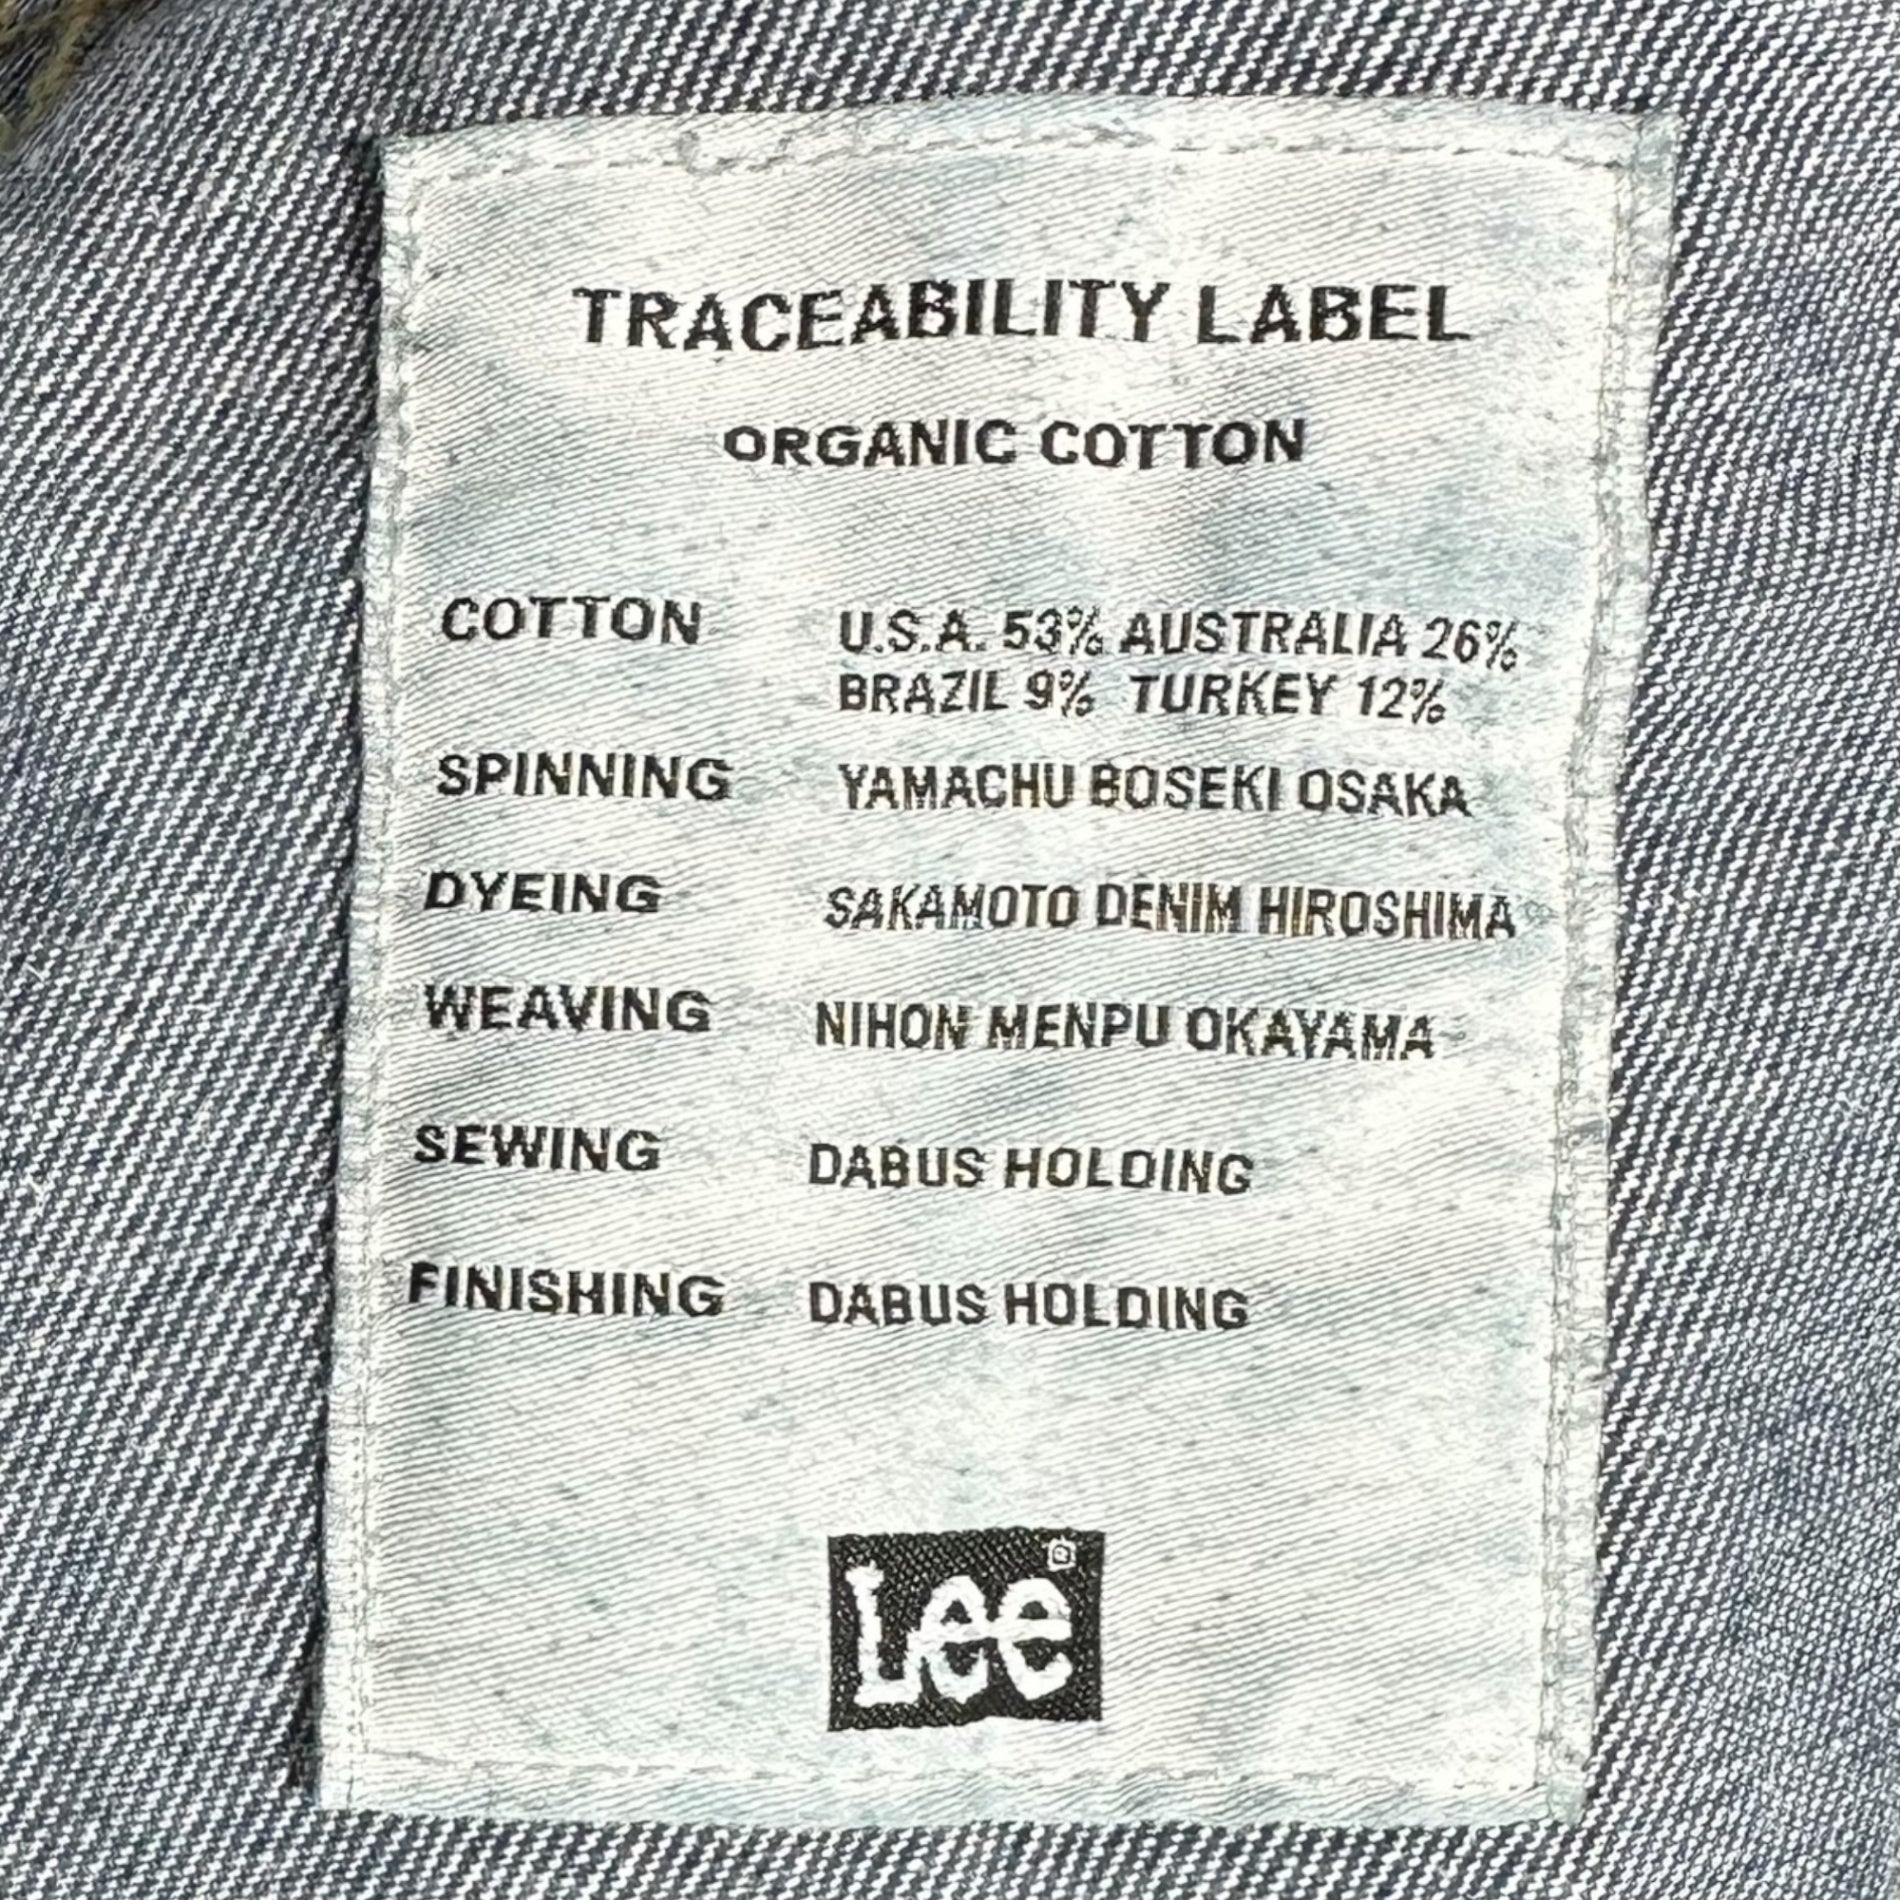 TRACEABILITY LABEL
ORGANIC COTTON
COTTON U.S.A. 53% AUSTRALIA 26%
BRAZIL 9% TURKEY 12%
SPINNING YAMACHU BOSEKI OSAKA
DYEING SAKAMOTO DENIM HIROSHIMA
WEAVING NIHON MENPU OKAYAMA
SEWING DABUS HOLDING
FINISHING DABUS HOLDING
Lee®